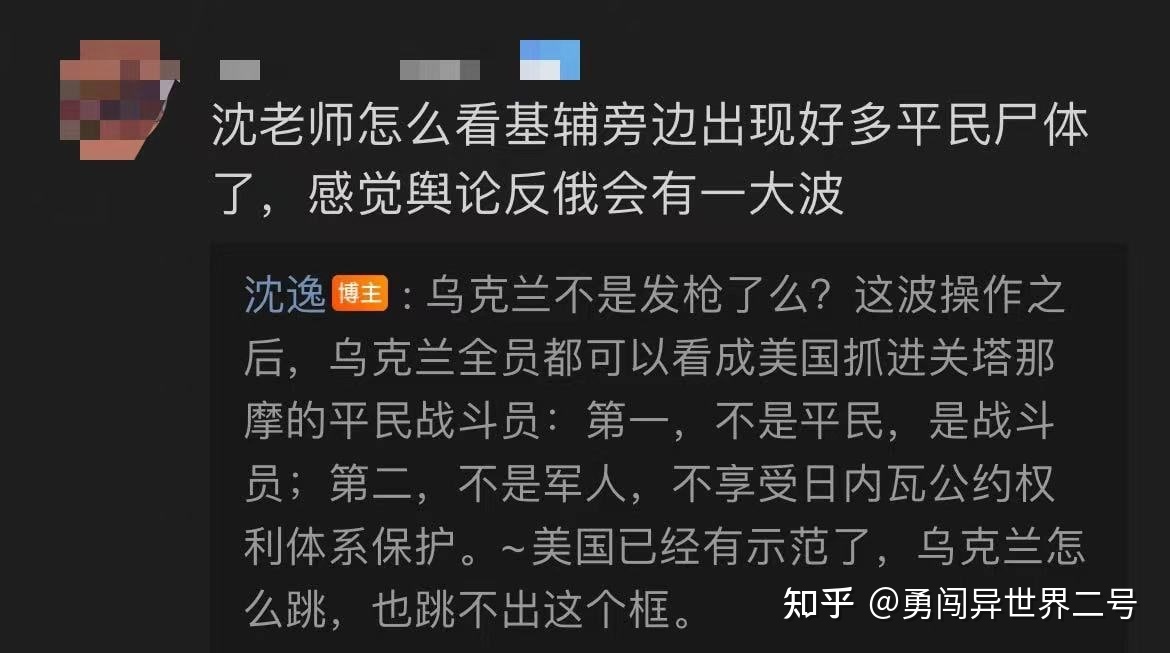 沈老师怎么看基辅旁边出现好多平民尸体
了，感觉舆论反俄会有一大波
沈逸博主：乌克兰不是发枪了么？这波操作之
后，乌克兰全员都可以看成美国抓进关塔那
摩的平民战斗员：第一，不是平民，是战斗
员；第二，不是军人，不享受日内瓦公约权
利体系保护。~美国已经有示范了，乌克兰怎
么跳，也跳不出这个框。
知乎 @勇闯异世界二号